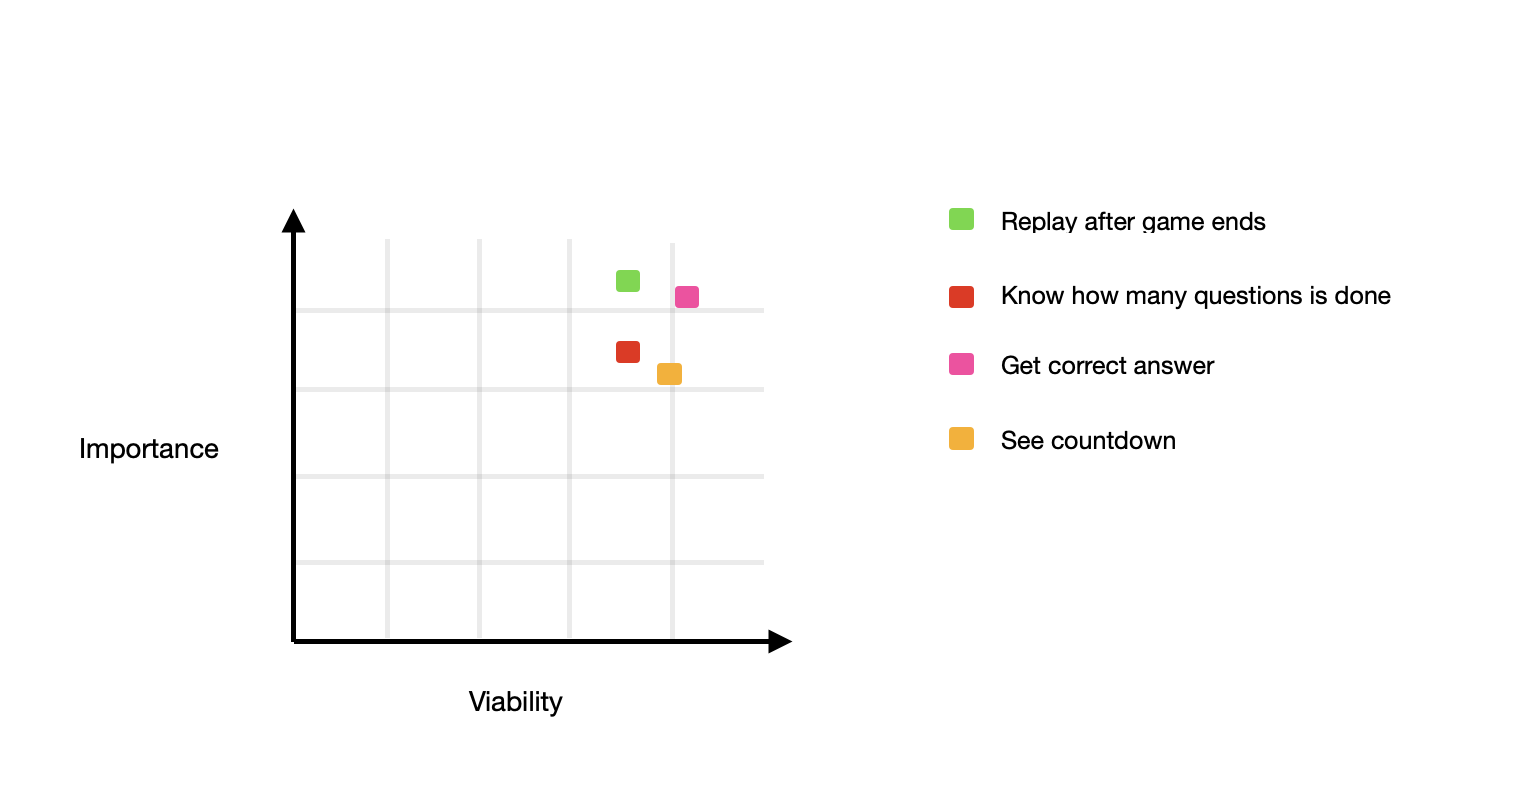 Replay after game ends
Know how many questions is done
Get correct answer
Importance
See countdown
Viability